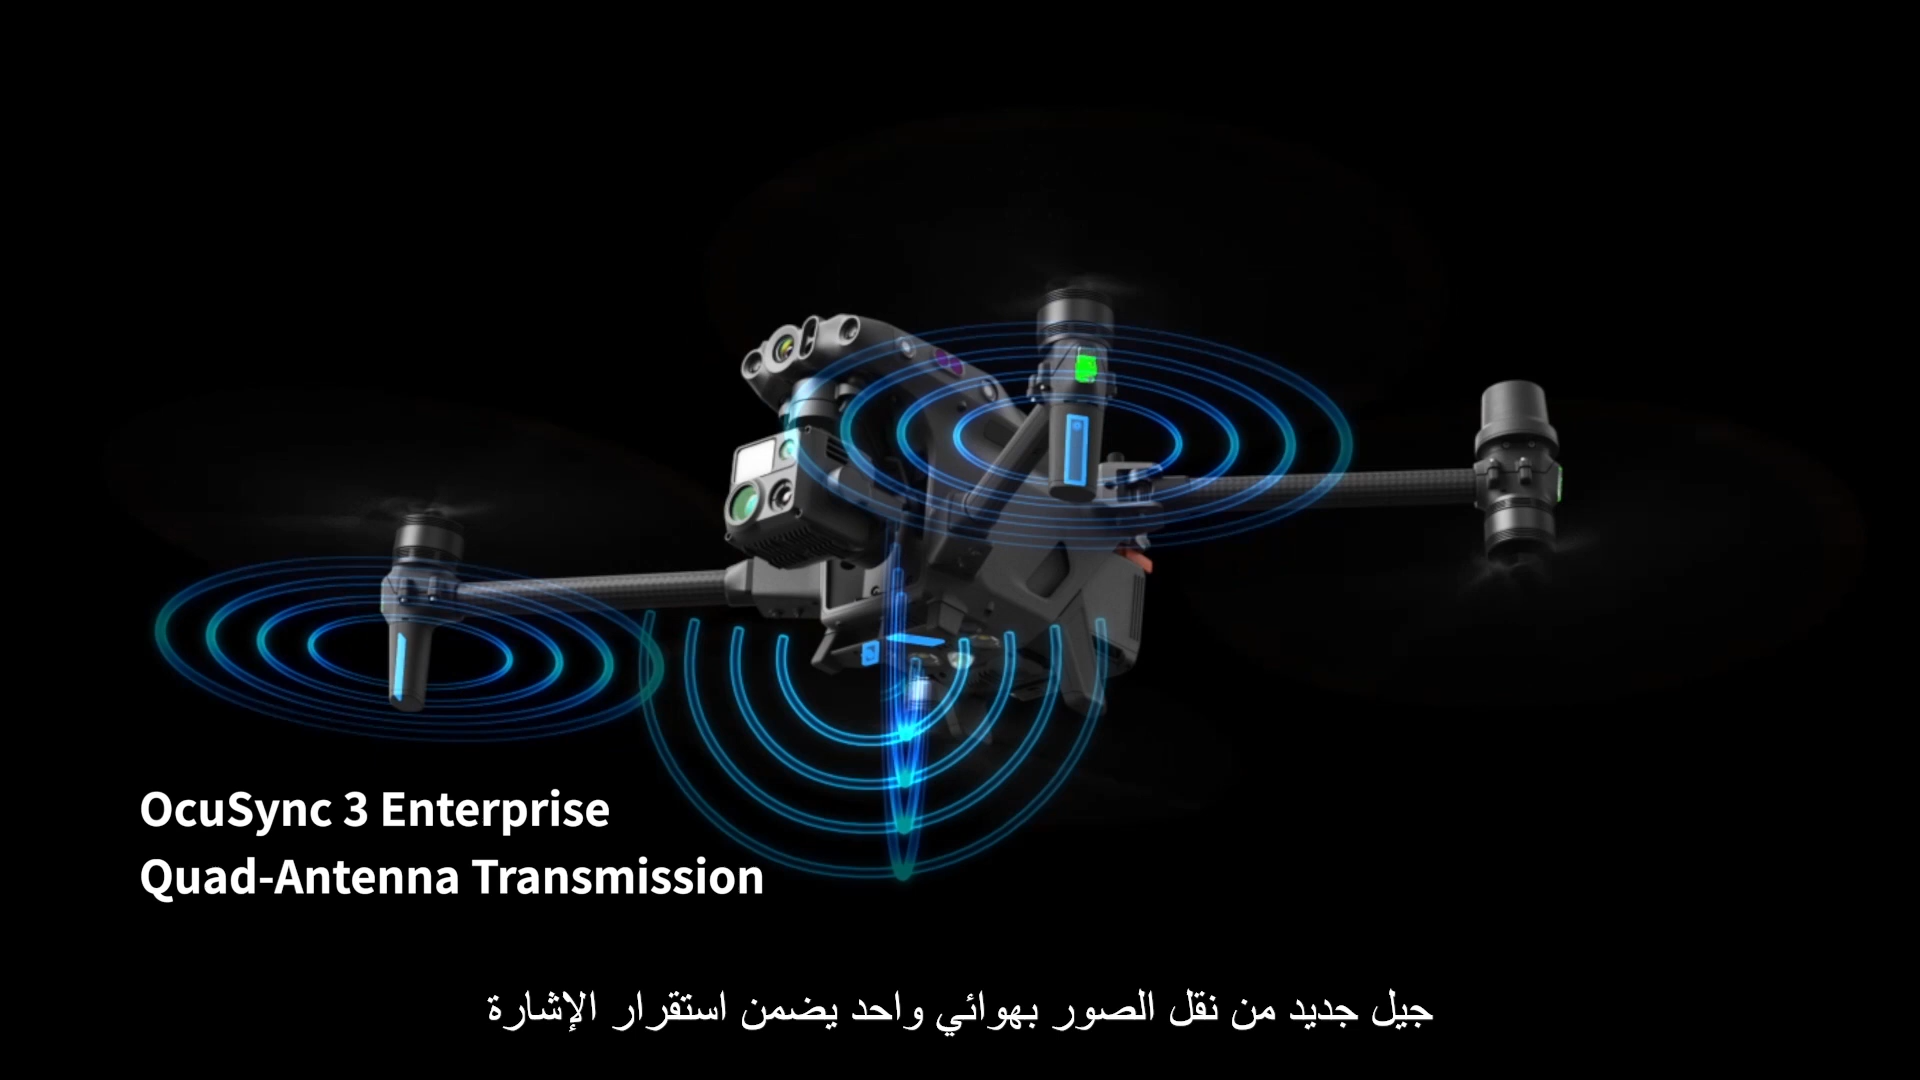 OcuSync 3 Enterprise
Quad-Antenna Transmission
جيل جديد من نقل الصور بهوائي واحد يضمن استقرار الإشارة